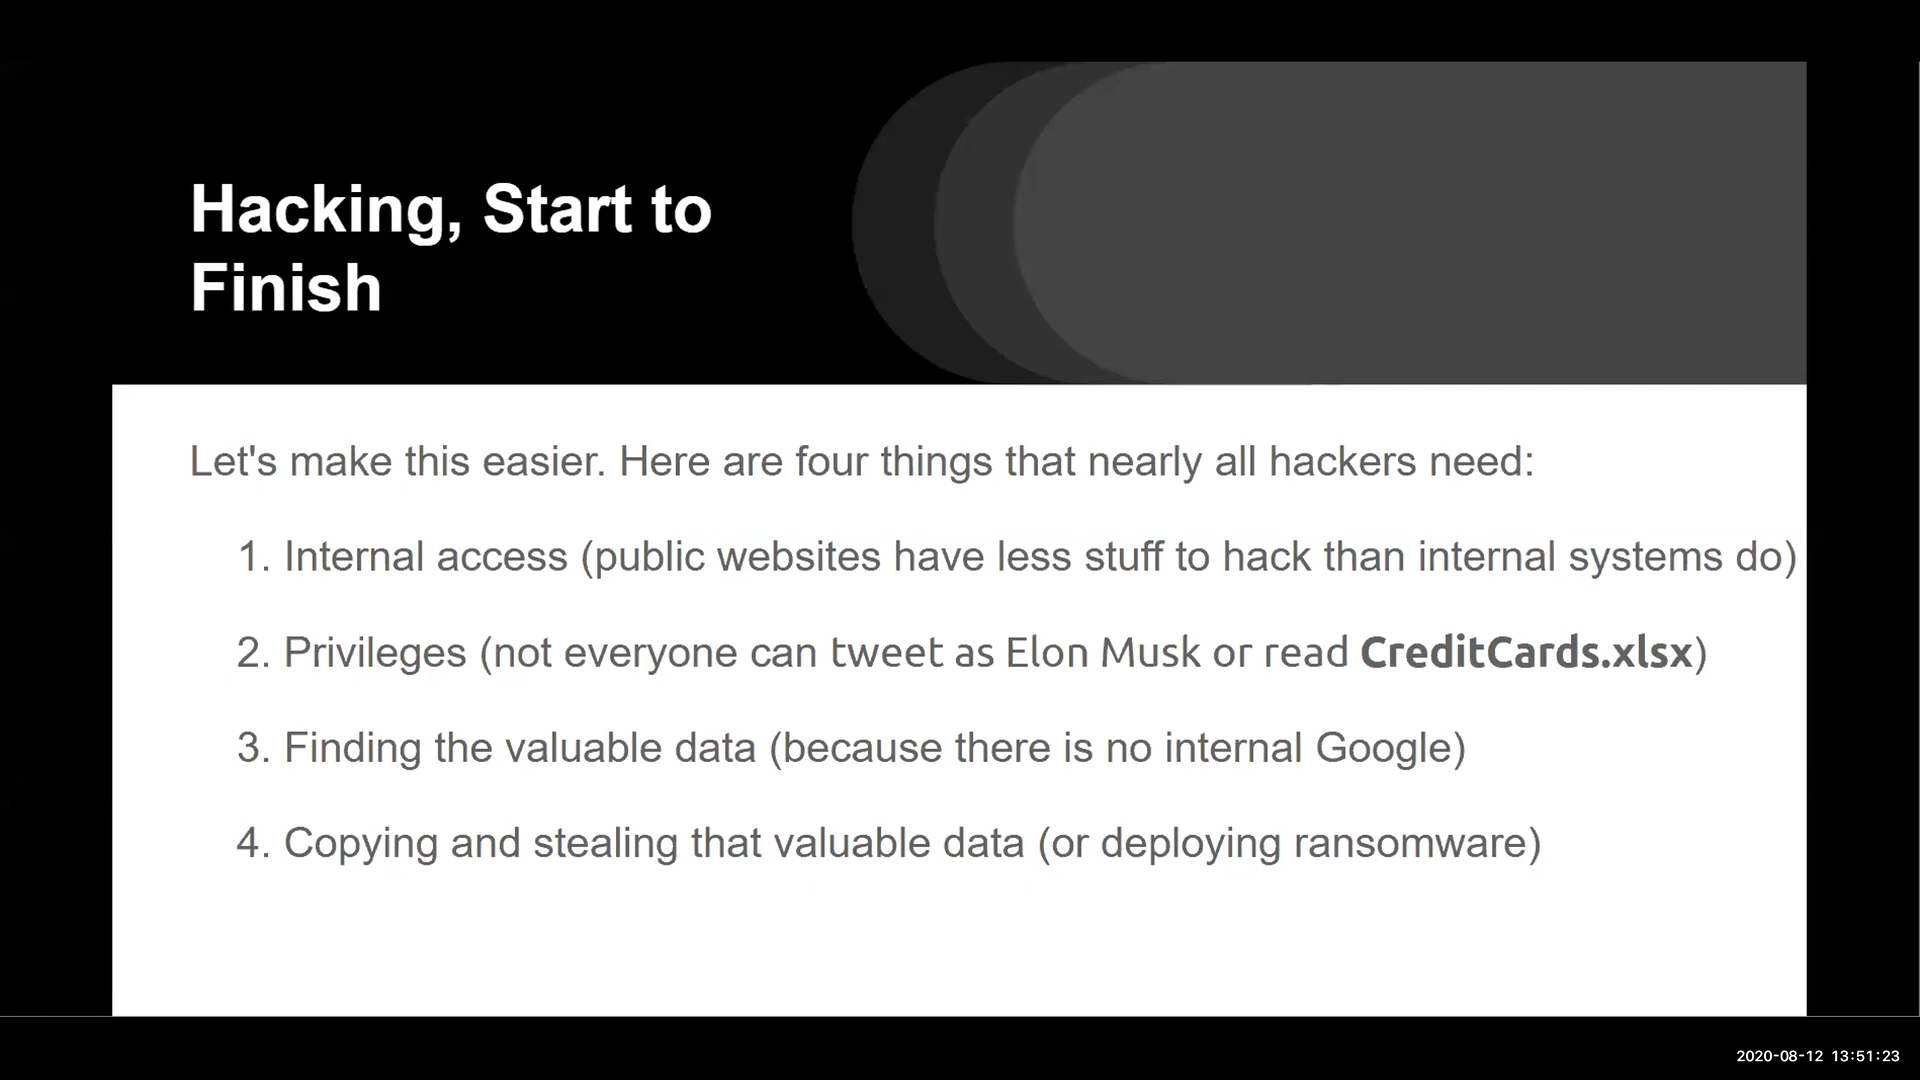 Hacking, Start to
Finish
Let's make this easier. Here are four things that nearly all hackers need:
1. Internal access (public websites have less stuff to hack than internal systems do)
2. Privileges (not everyone can tweet as Elon Musk or read CreditCards.xlsx)
3. Finding the valuable data (because there is no internal Google)
4. Copying and stealing that valuable data (or deploying ransomware)
2020-08-12 13:51:23